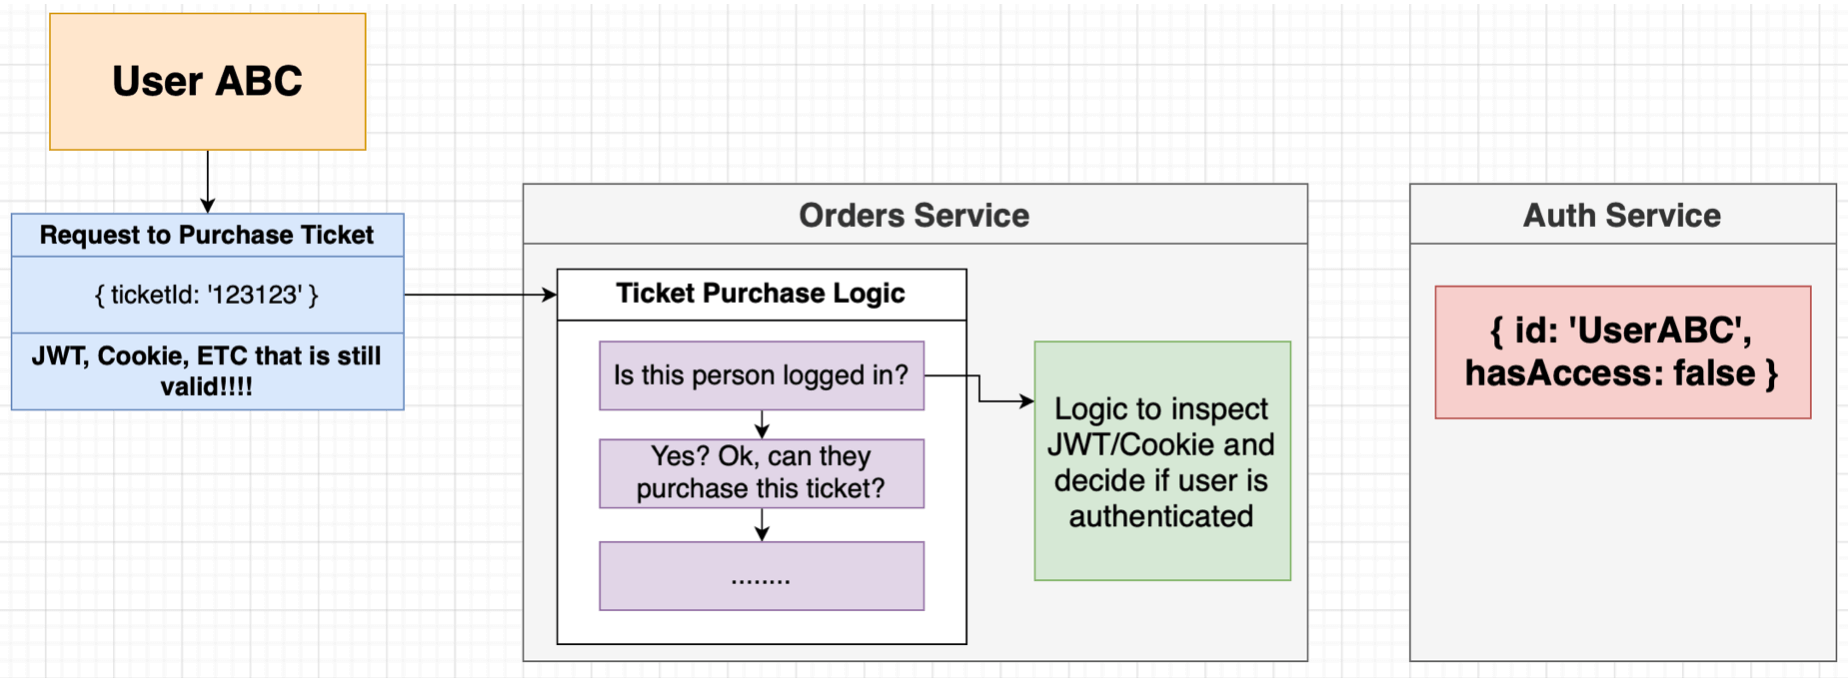 User ABC
Request to Purchase Ticket
{ ticketId: '123123' }
JWT, Cookie, ETC that is still
valid!!!!
Orders Service
Ticket Purchase Logic
Is this person logged in?
Yes? Ok, can they
purchase this ticket?
........
Logic to inspect
JWT/Cookie and
decide if user is
authenticated
Auth Service
{ id: 'UserABC',
hasAccess: false }